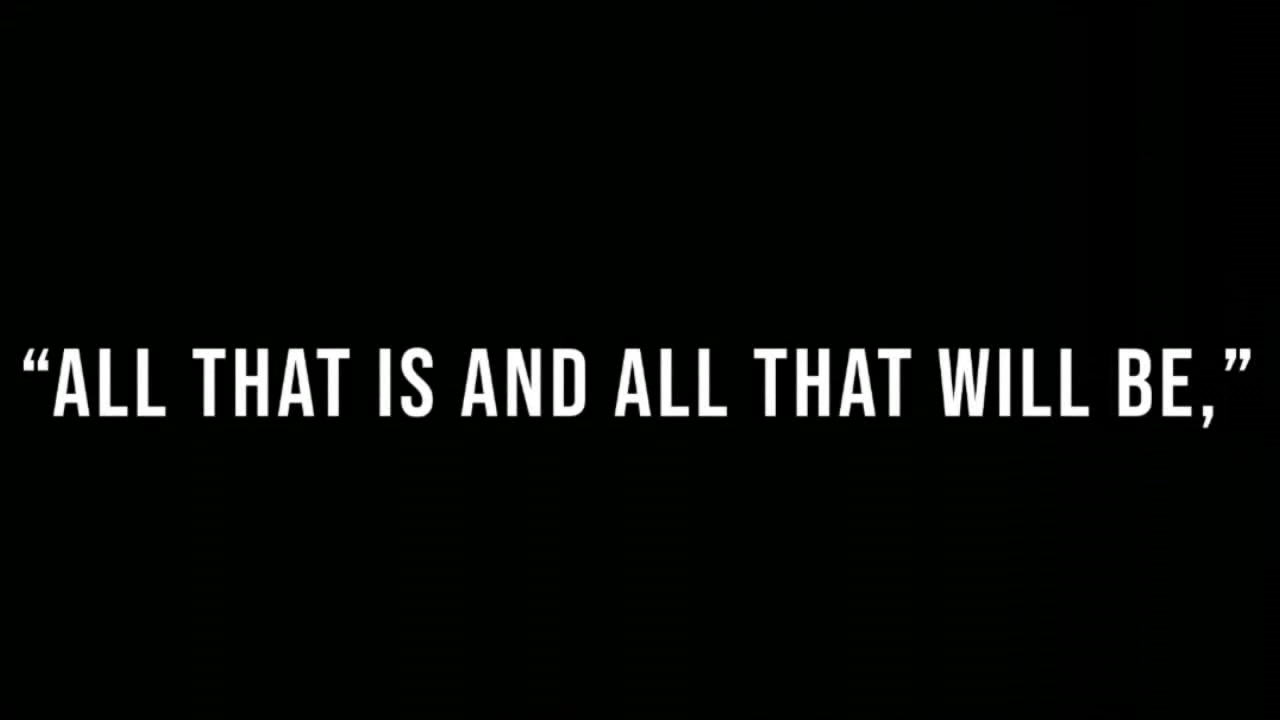 “ALL THAT IS AND ALL THAT WILL BE,”